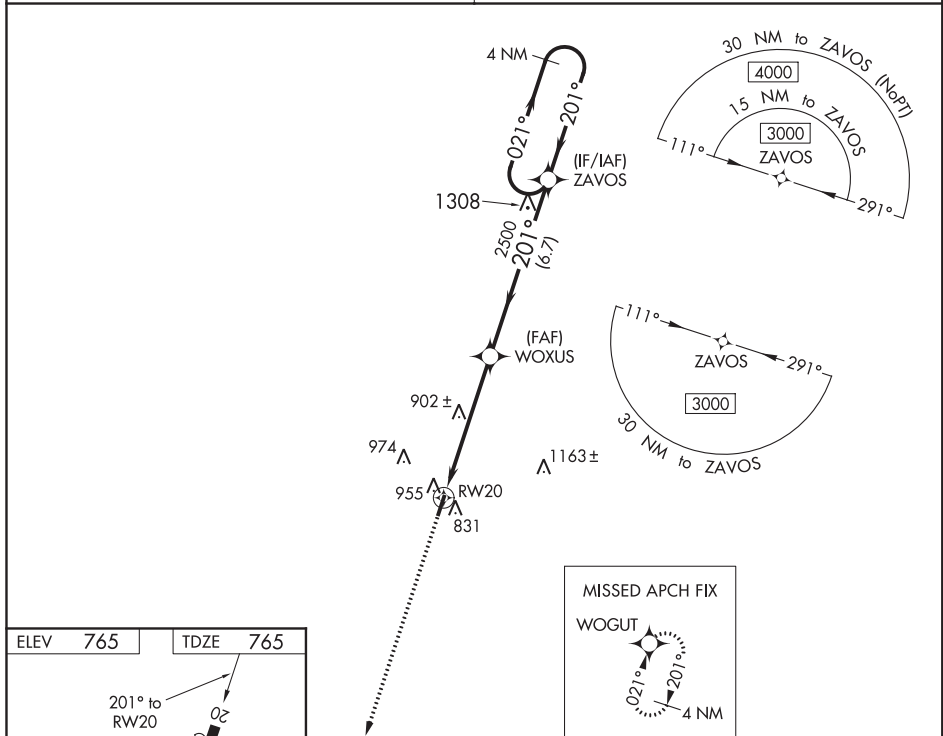 4 NM
021°
201°
(IF/IAF)
ZAVOS
1308
2500
201°
(6.7)
(FAF)
WOXUS
902 ±
974
955
RW20
831
1163 ±
30 NM to ZAVOS (NoPT)
4000
15 NM to ZAVOS
3000
ZAVOS
111°
291°
111°
ZAVOS
291°
3000
30 NM to ZAVOS
MISSED APCH FIX
WOGUT
021°
201°
4 NM
ELEV 765
TDZE 765
201° to
RW20
20